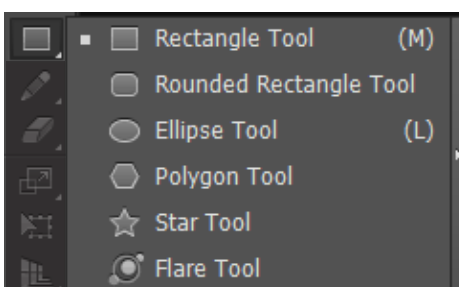 Rectangle Tool (M)
Rounded Rectangle Tool
Ellipse Tool (L)
Polygon Tool
Star Tool
Flare Tool